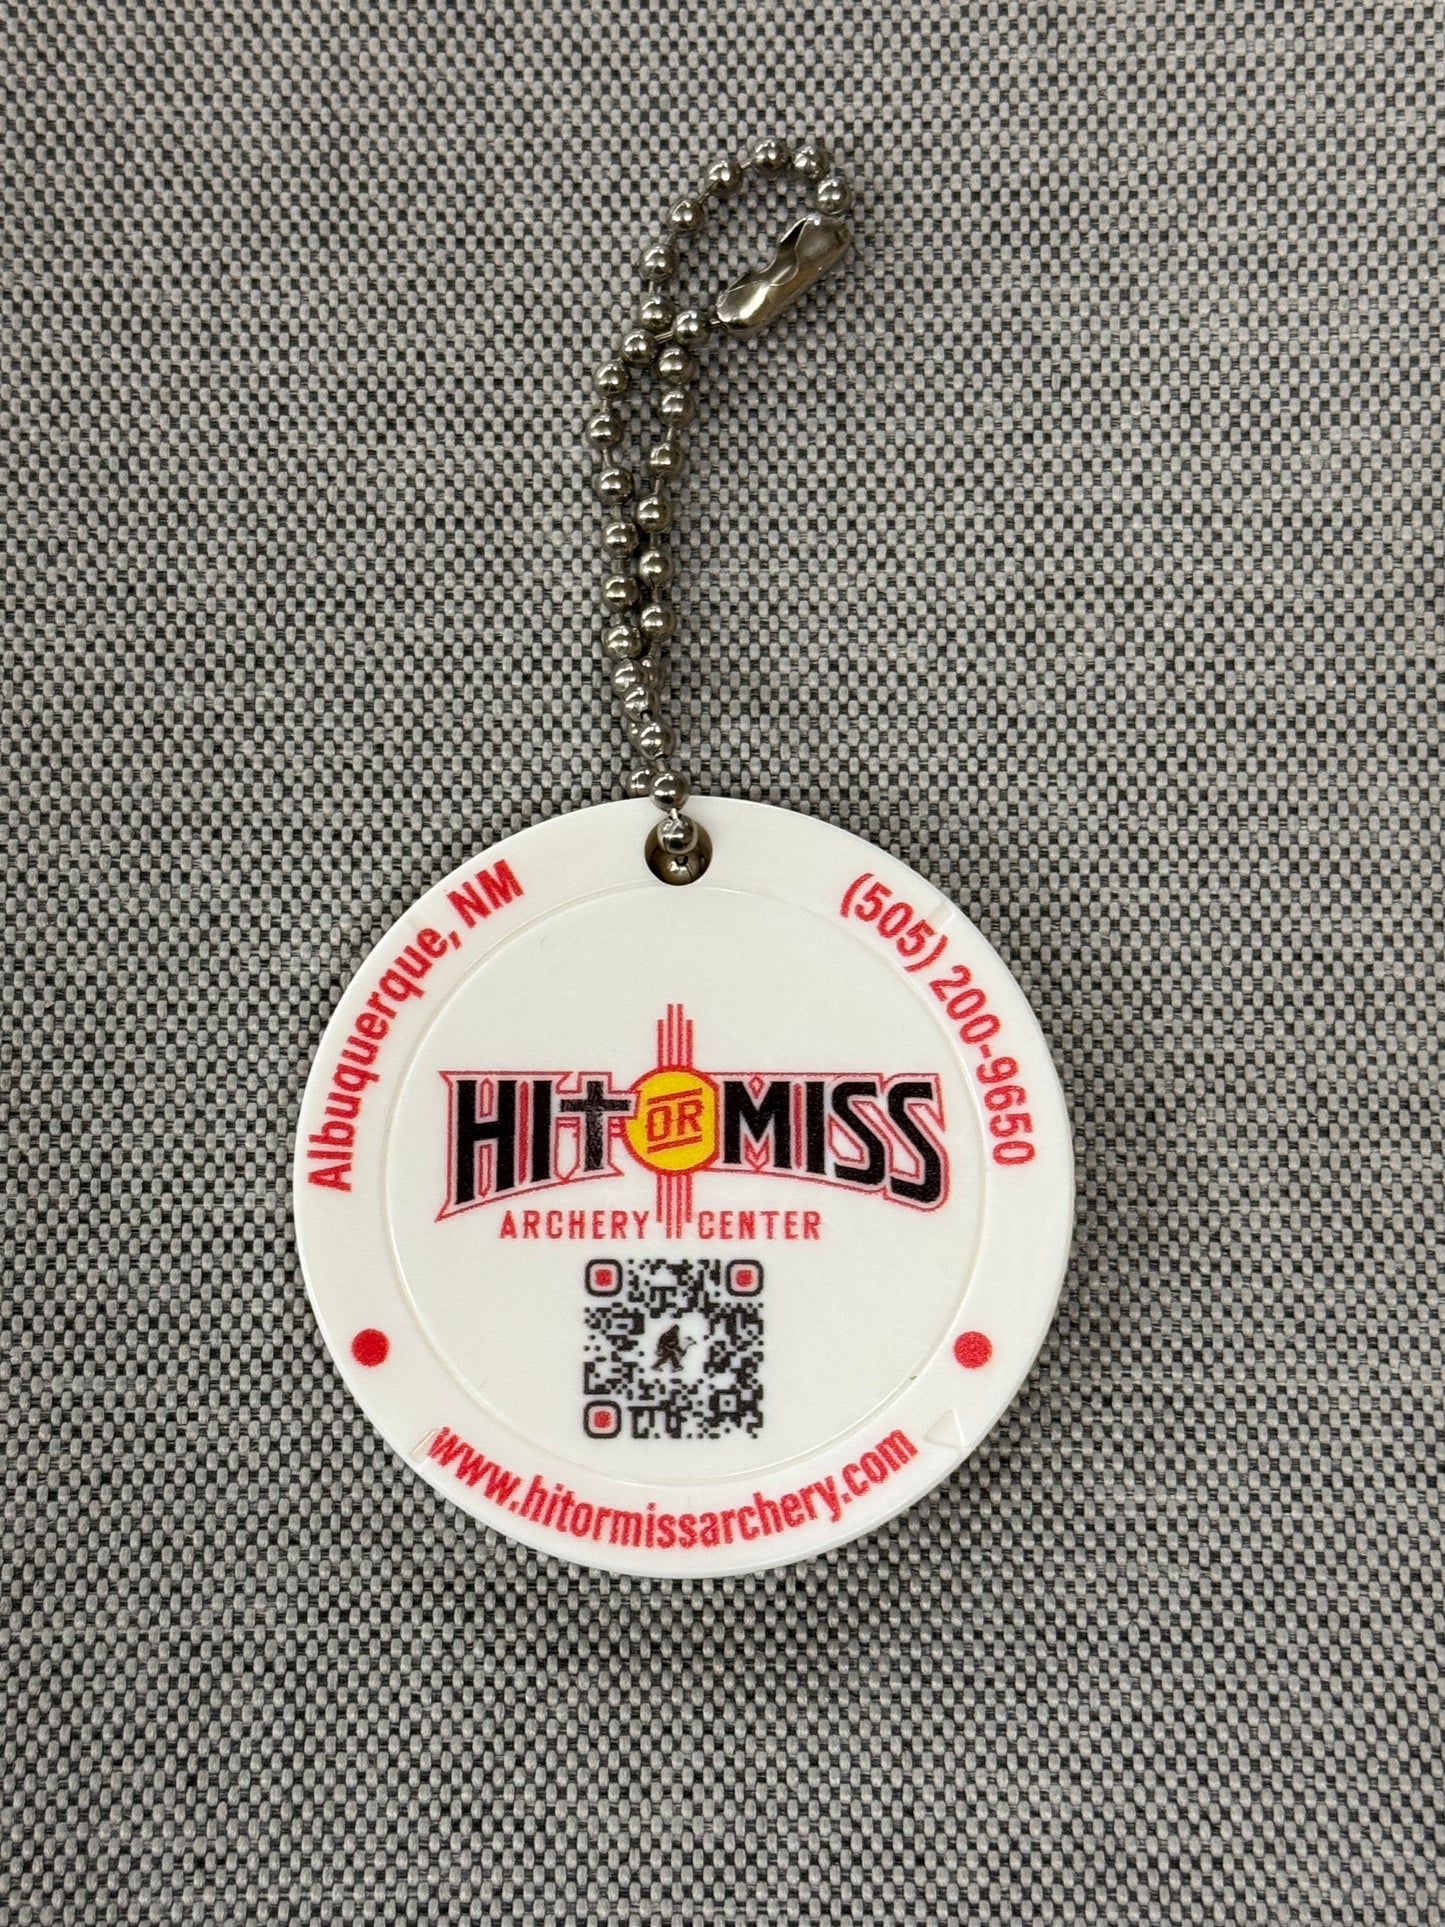 Albuquerque, NM
(505) 200-9650
HIT OR MISS
ARCHERY CENTER
www.hitormissarchery.com